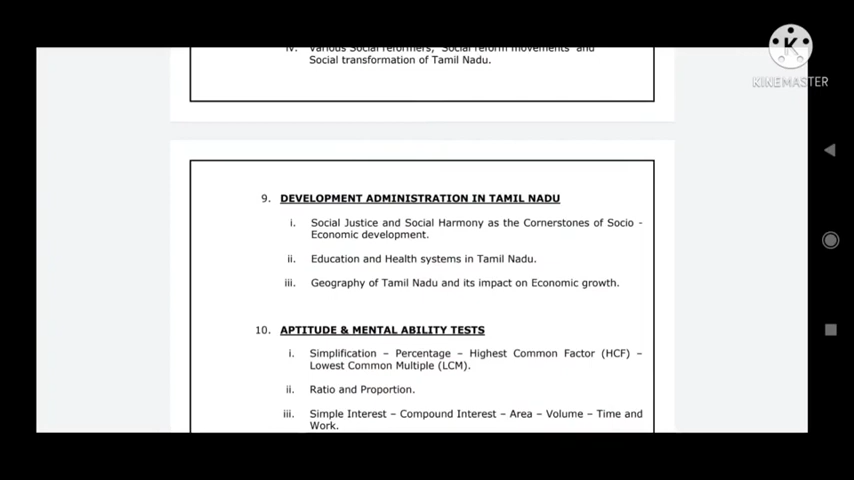 iv. Various Social reformers, Social reform movements and
Social transformation of Tamil Nadu.
K
KINEMASTER
9. DEVELOPMENT ADMINISTRATION IN TAMIL NADU
i. Social Justice and Social Harmony as the Cornerstones of Socio -
Economic development.
ii. Education and Health systems in Tamil Nadu.
iii. Geography of Tamil Nadu and its impact on Economic growth.
10. APTITUDE & MENTAL ABILITY TESTS
i. Simplification – Percentage – Highest Common Factor (HCF) –
Lowest Common Multiple (LCM).
ii. Ratio and Proportion.
iii. Simple Interest – Compound Interest – Area – Volume – Time and
Work.